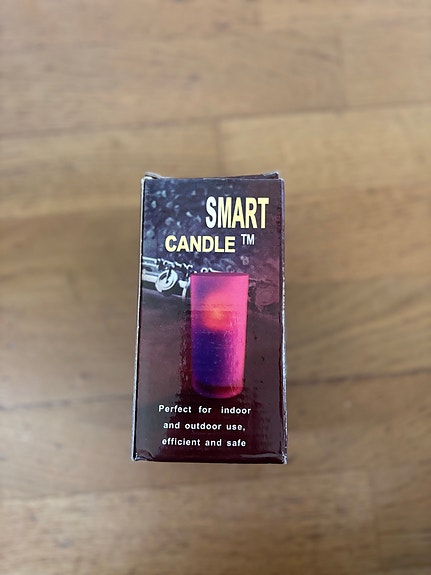 SMART
CANDLE ™
Perfect for indoor
and outdoor use,
efficient and safe